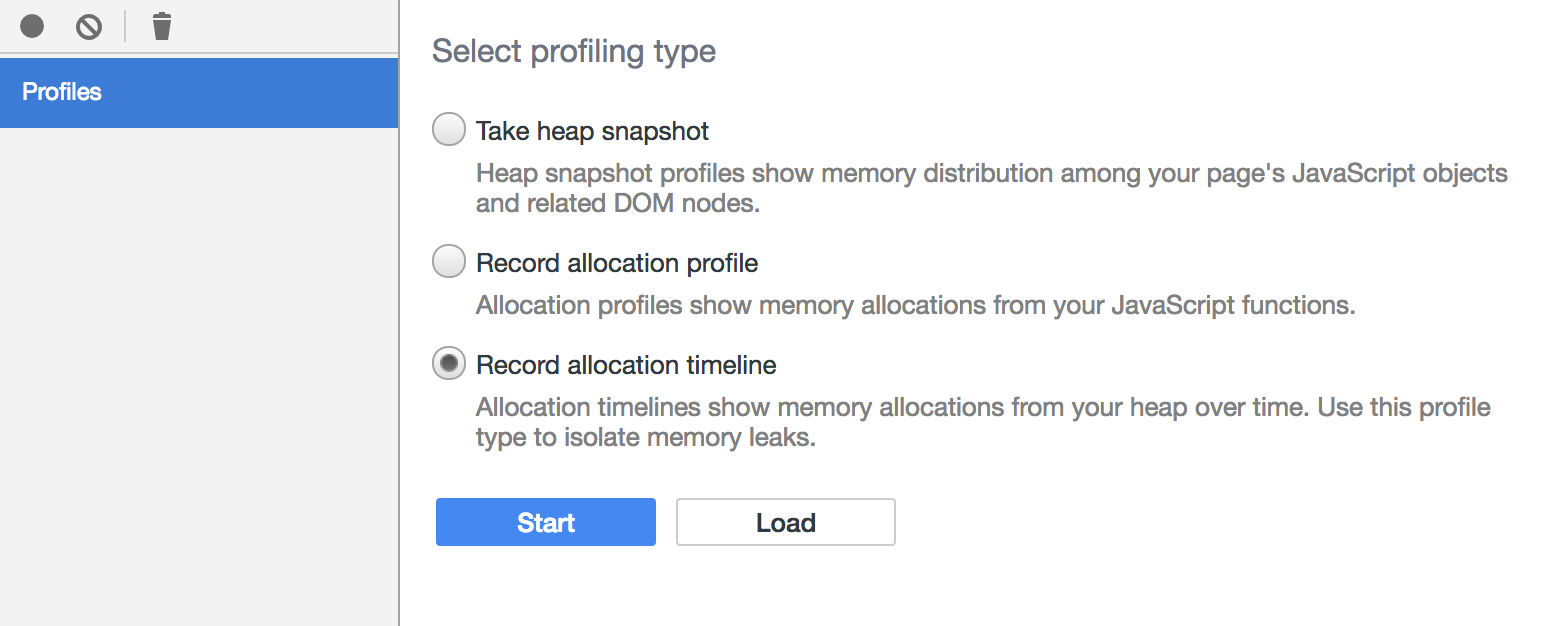 Profiles
Select profiling type
Take heap snapshot
Heap snapshot profiles show memory distribution among your page's JavaScript objects
and related DOM nodes.
Record allocation profile
Allocation profiles show memory allocations from your JavaScript functions.
Record allocation timeline
Allocation timelines show memory allocations from your heap over time. Use this profile
type to isolate memory leaks.
Start
Load